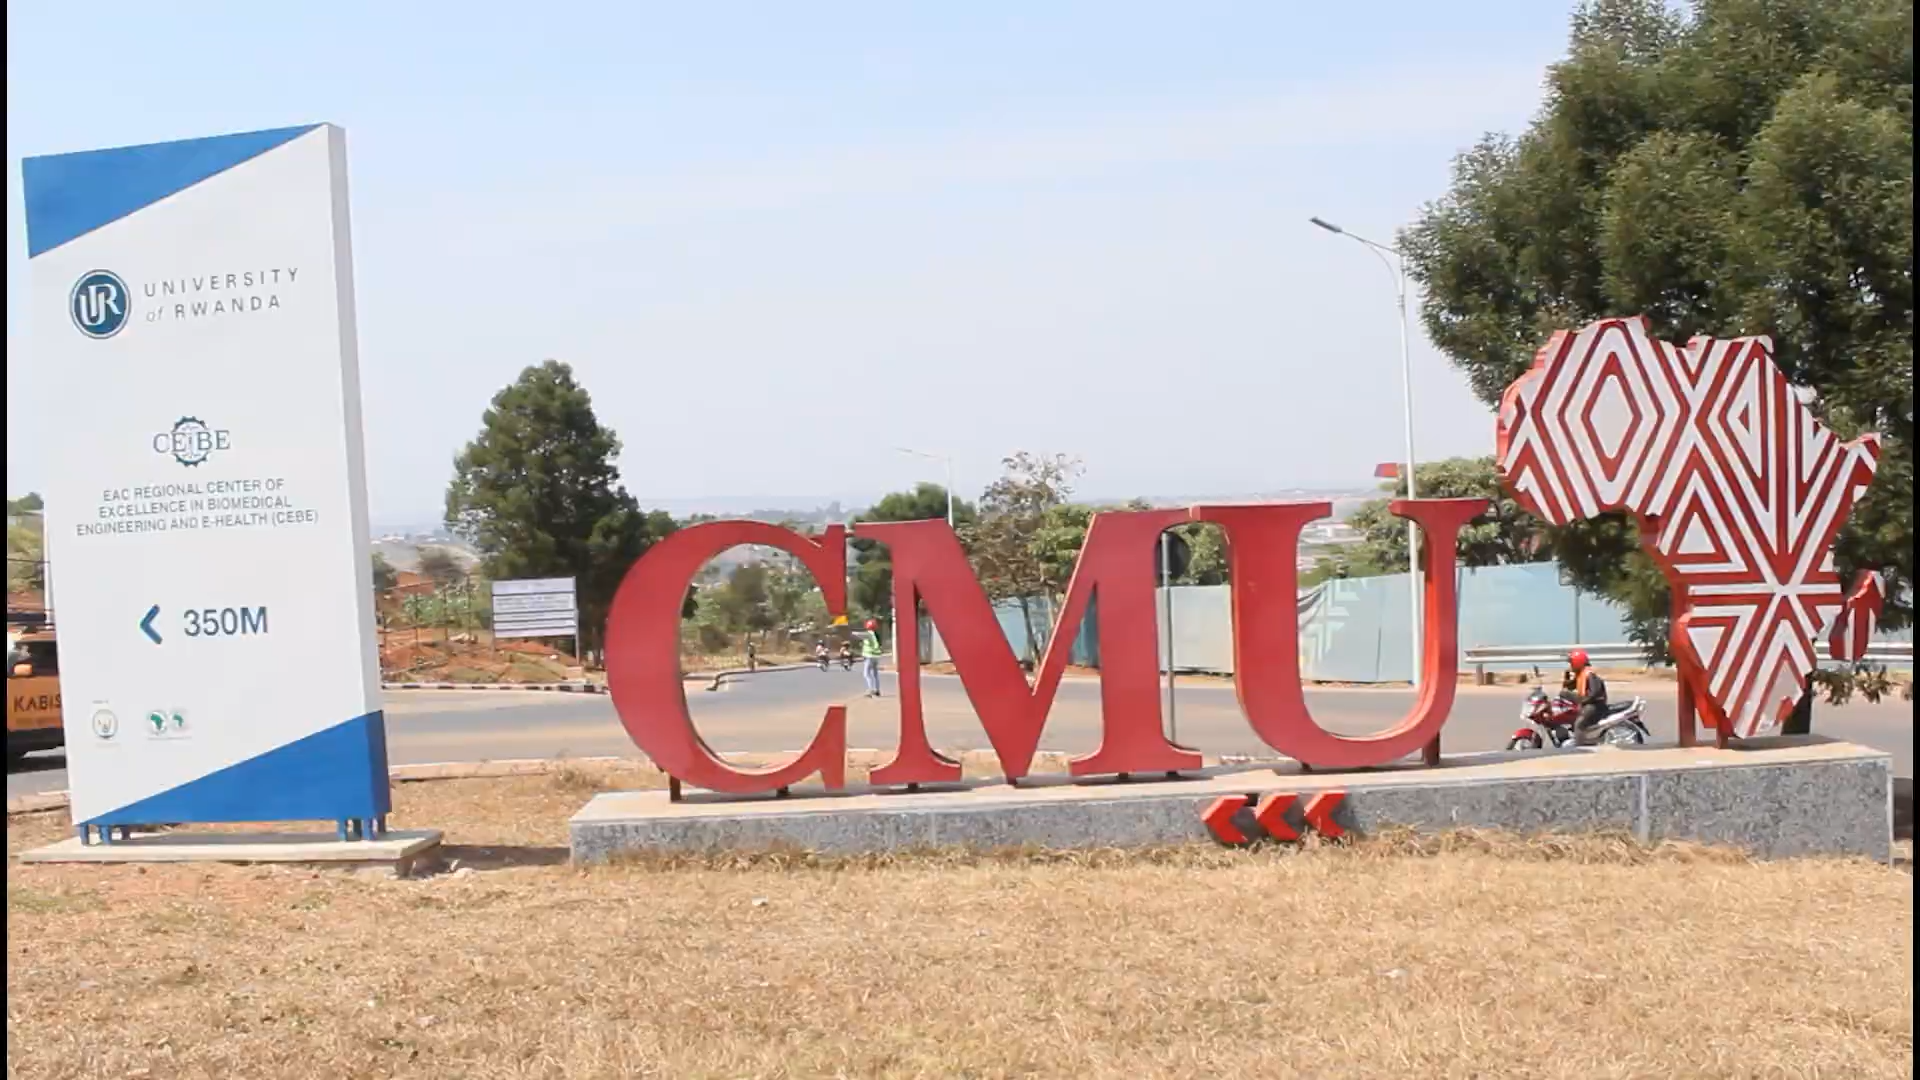 UR
UNIVERSITY
of RWANDA
CEBE
EAC REGIONAL CENTER OF
EXCELLENCE IN BIOMEDICAL
ENGINEERING AND E-HEALTH (CEBE)
350M
KABIS
CMU